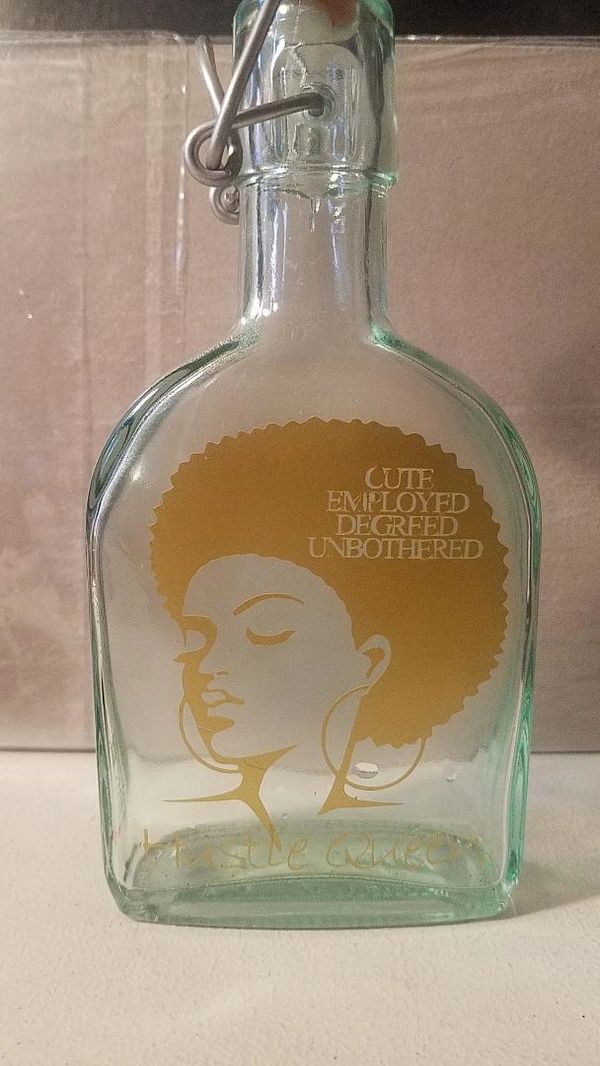 CUTE
EMPLOYED
DEGREED
UNBOTHERED
Hustle Queen